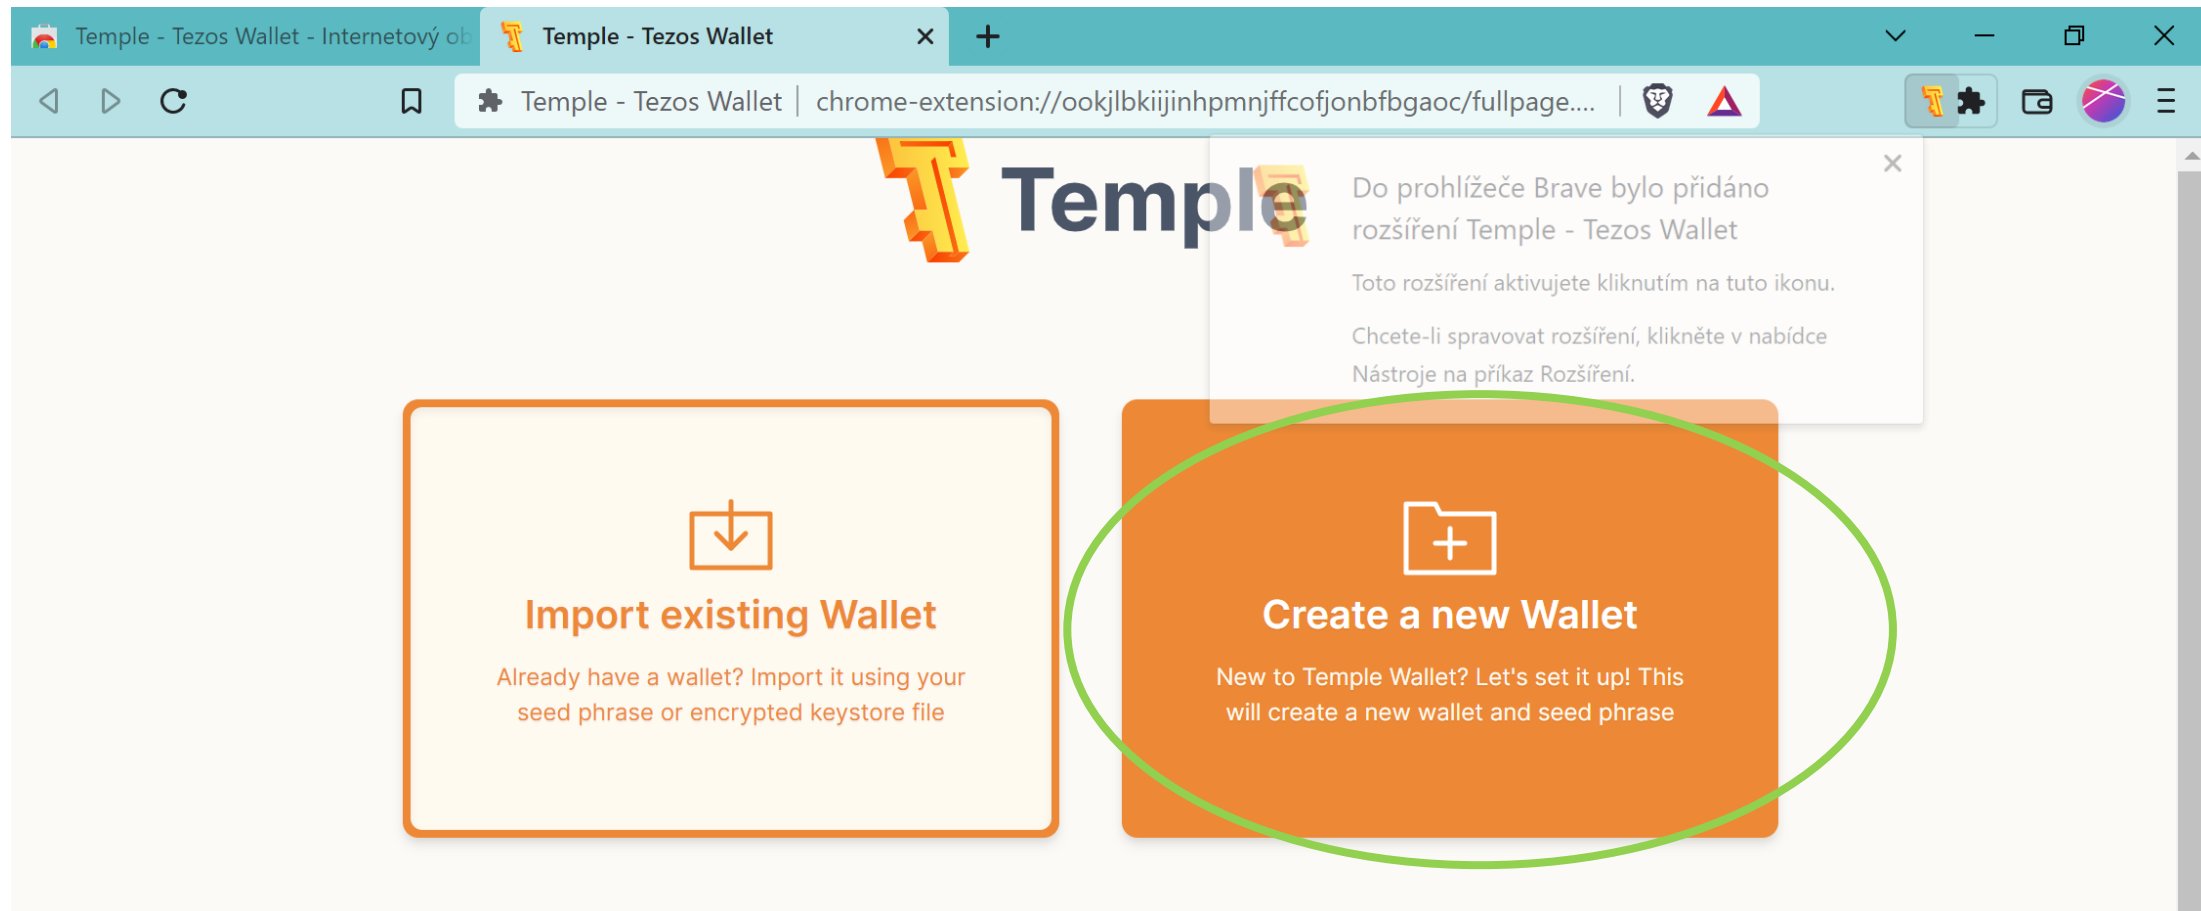 Temple - Tezos Wallet - Internetový ob
Temple - Tezos Wallet
Temple - Tezos Wallet | chrome-extension://ookjlbkiijinhpmnjffcofjonbfbgaoc/fullpage....
Temple
Do prohlížeče Brave bylo přidáno
rozšíření Temple - Tezos Wallet
Toto rozšíření aktivujete kliknutím na tuto ikonu.
Chcete-li spravovat rozšíření, klikněte v nabídce
Nástroje na příkaz Rozšíření.
Import existing Wallet
Already have a wallet? Import it using your
seed phrase or encrypted keystore file
Create a new Wallet
New to Temple Wallet? Let's set it up! This
will create a new wallet and seed phrase